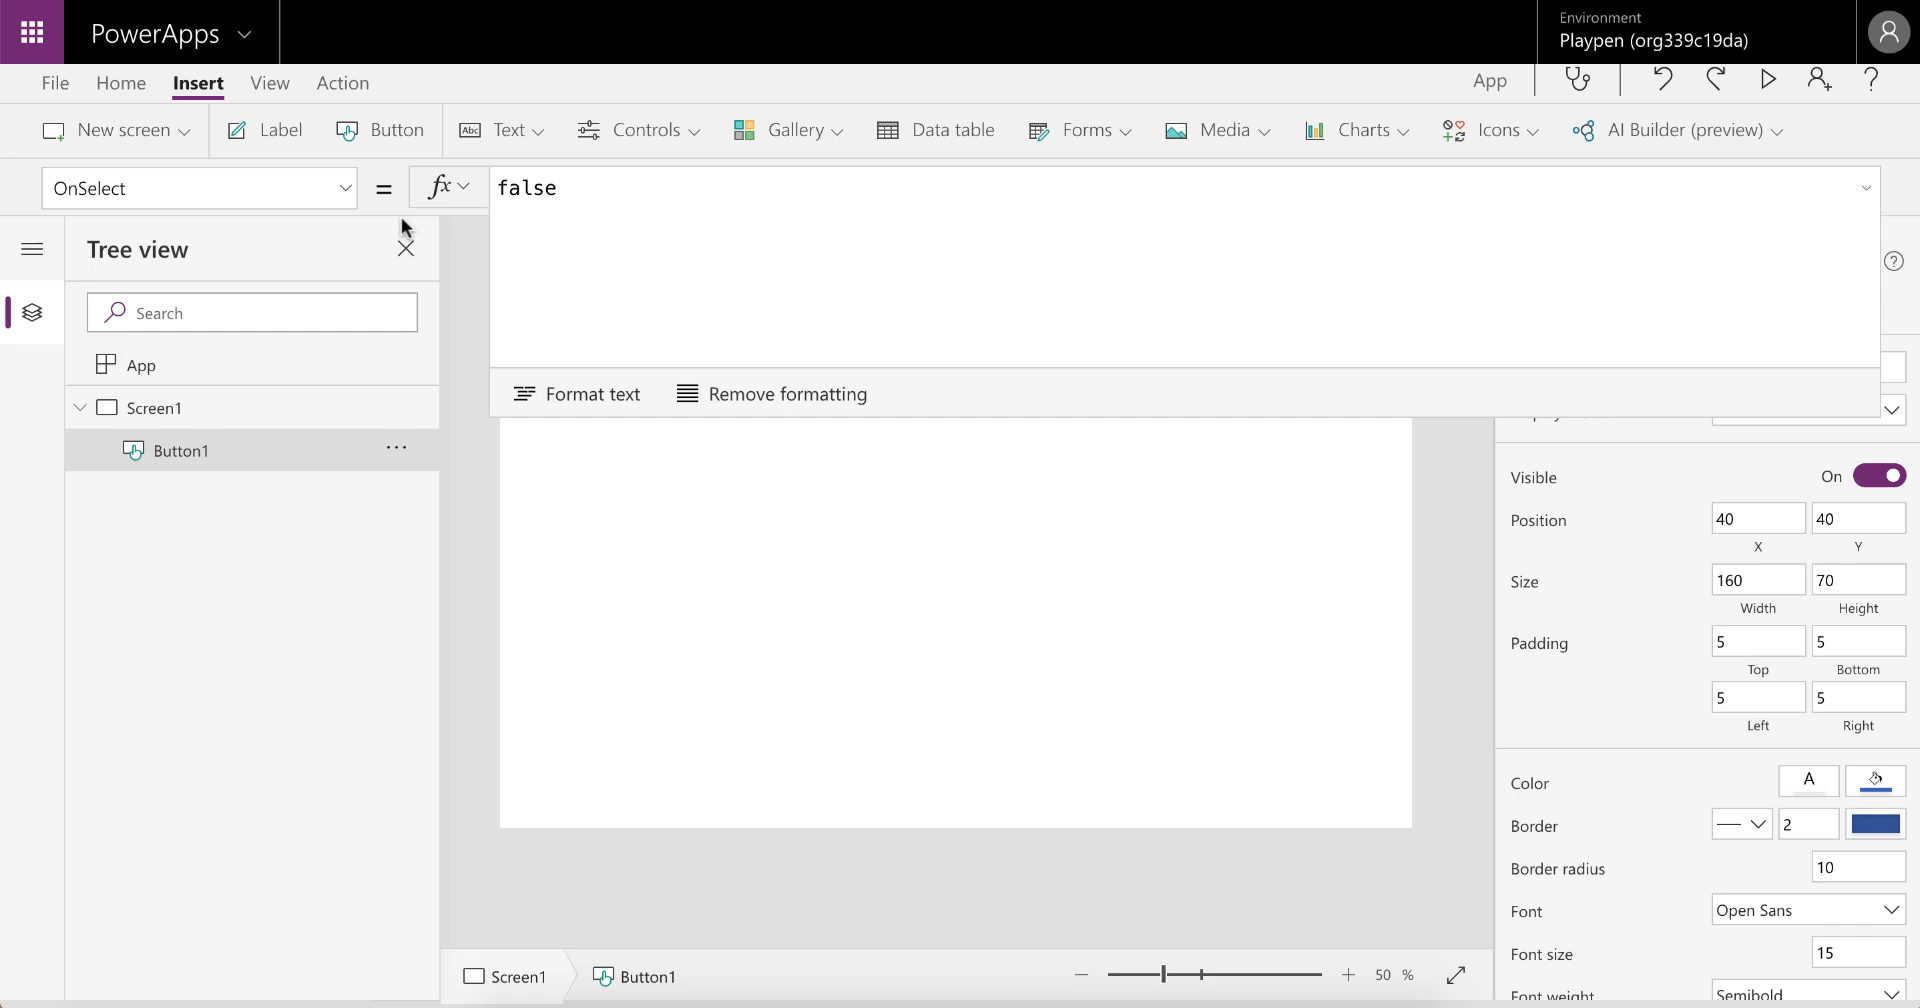 PowerApps
Environment
Playpen (org339c19da)
File Home Insert View Action
App
New screen Label Button Abc Text Controls Gallery Data table Forms Media Charts Icons AI Builder (preview)
OnSelect = fx false
Tree view
Search
App
Format text Remove formatting
Screen1
Button1 ...
Visible On
Position 40 40
X Y
Size 160 70
Width Height
Padding 5 5
Top Bottom
5 5
Left Right
Color A
Border 2
Border radius 10
Font Open Sans
Font size 15
Font weight Semibold
Screen1 Button1 50 %